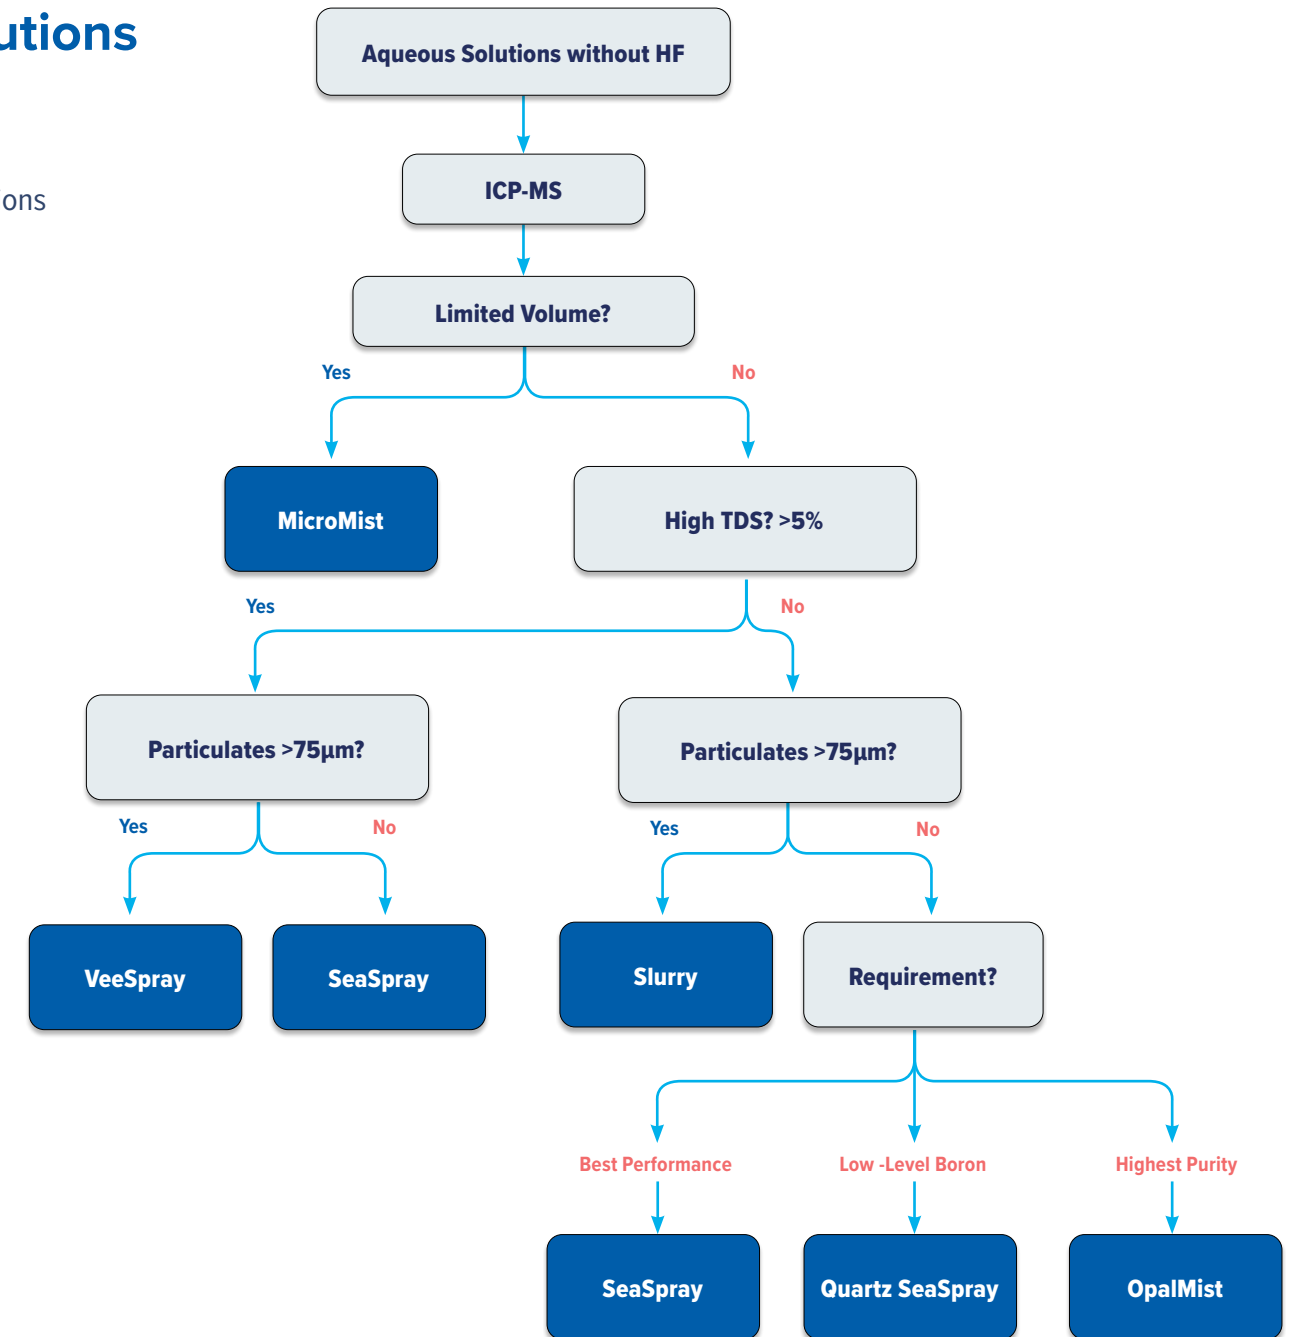 utions
Aqueous Solutions without HF
ICP-MS
ions
Limited Volume?
Yes
No
MicroMist
High TDS? >5%
Yes
No
Particulates >75µm?
Particulates >75µm?
Yes
No
Yes
No
VeeSpray
SeaSpray
Slurry
Requirement?
Best Performance
Low -Level Boron
Highest Purity
SeaSpray
Quartz SeaSpray
OpalMist